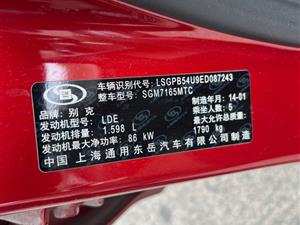 车辆识别代号: LSGPB54U9ED087243
整车型号: SGM7165MTC
品牌: 别克
制造年月: 14-01
发动机型号: LDE
乘坐人数: 5
发动机排量: 1.598 L
最大允许总质量:
发动机最大净功率: 86 kW
1790 kg
中国 上海通用东岳汽车有限公司制造